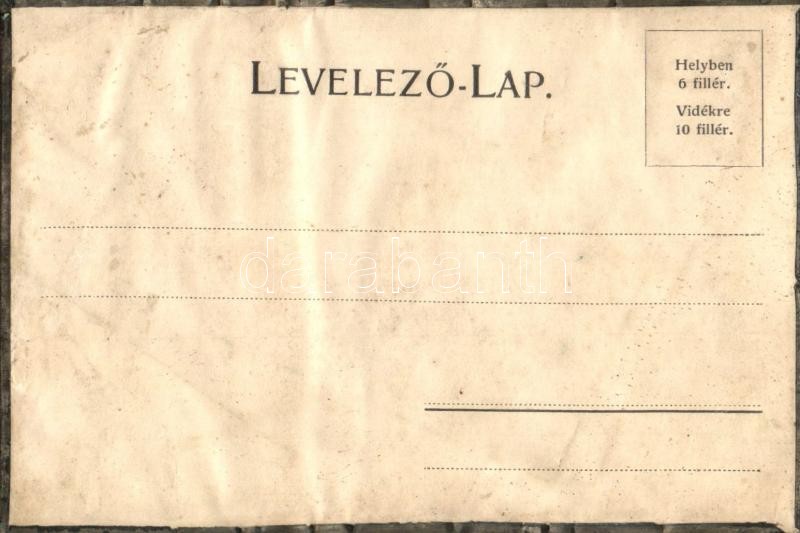 LEVELEZŐ-LAP.
Helyben
6 fillér.
Vidékre
10 fillér.
darabanth